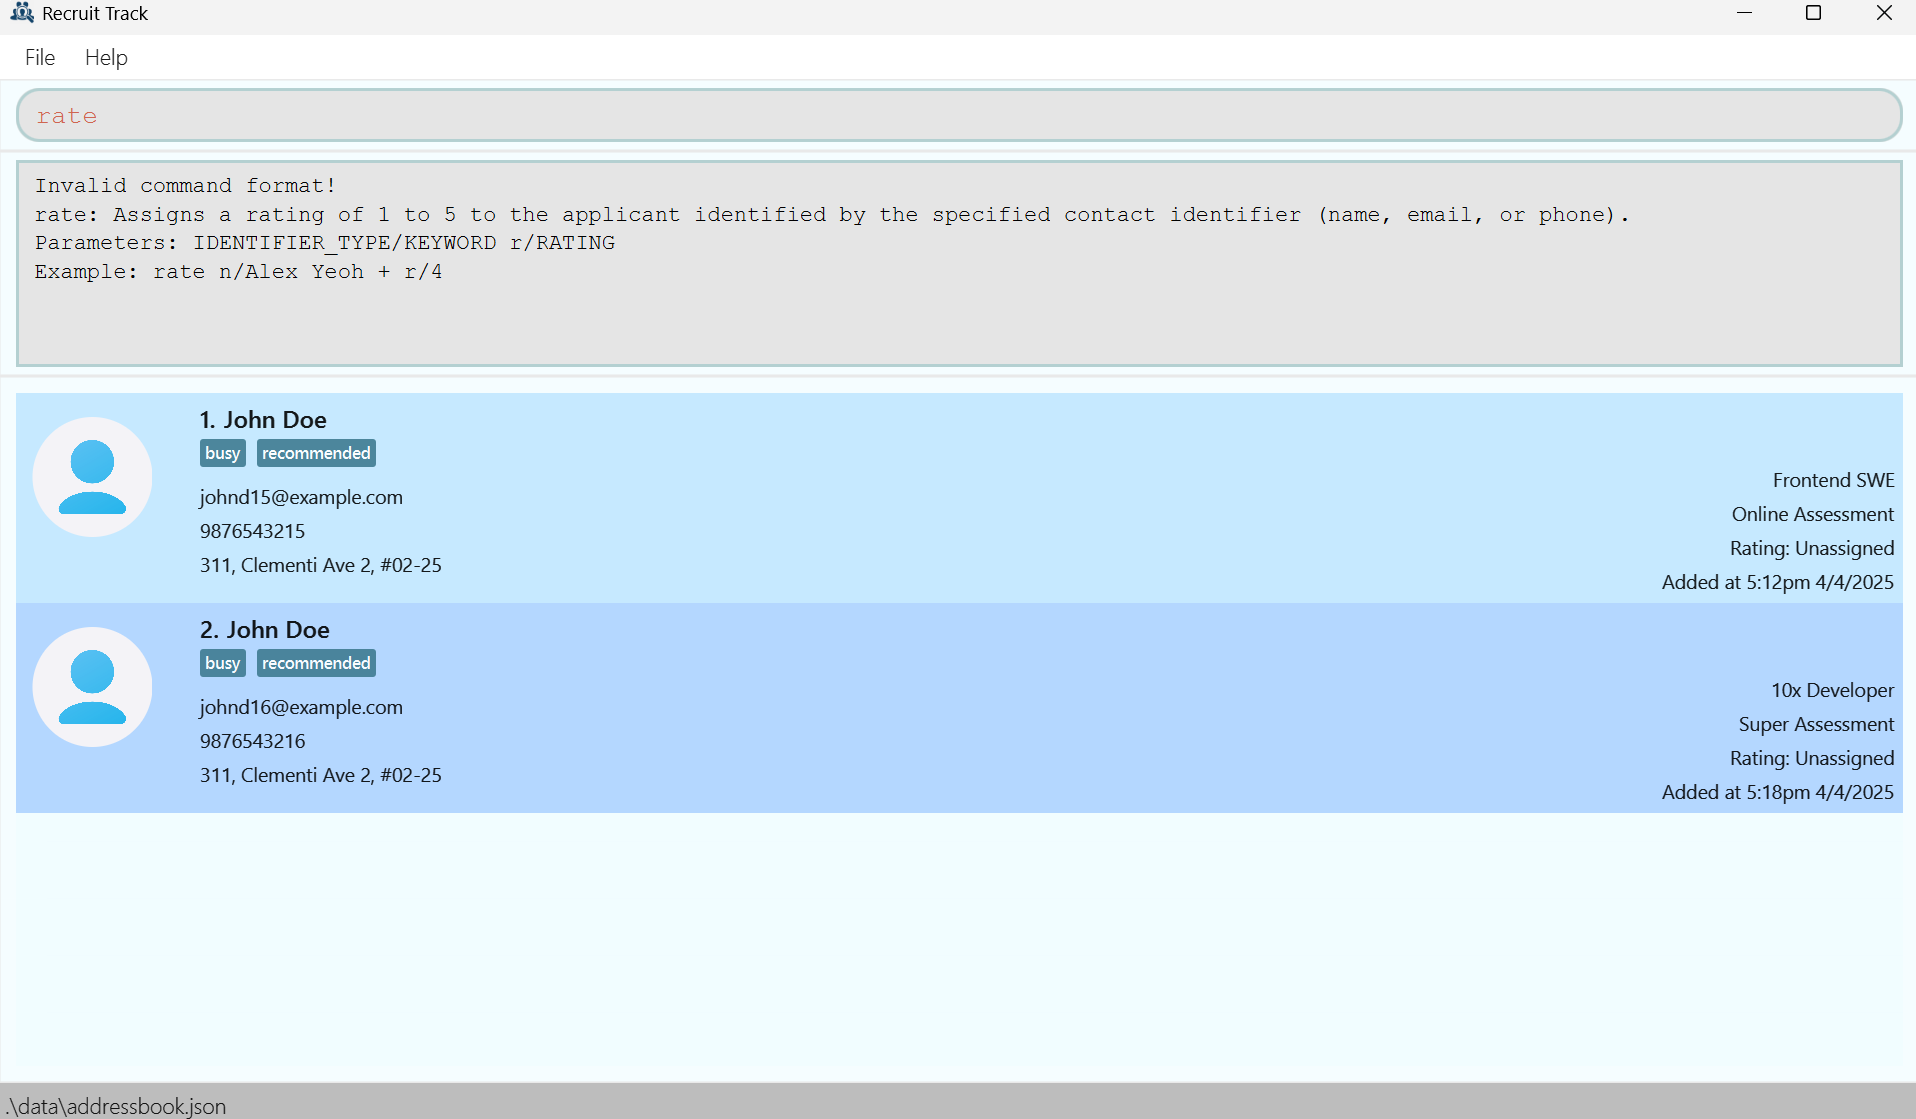 Recruit Track
File Help
rate
Invalid command format!
rate: Assigns a rating of 1 to 5 to the applicant identified by the specified contact identifier (name, email, or phone).
Parameters: IDENTIFIER_TYPE/KEYWORD r/RATING
Example: rate n/Alex Yeoh + r/4
1. John Doe
busy recommended
johnd15@example.com
9876543215
311, Clementi Ave 2, #02-25
Frontend SWE
Online Assessment
Rating: Unassigned
Added at 5:12pm 4/4/2025
2. John Doe
busy recommended
johnd16@example.com
9876543216
311, Clementi Ave 2, #02-25
10x Developer
Super Assessment
Rating: Unassigned
Added at 5:18pm 4/4/2025
.\data\addressbook.json